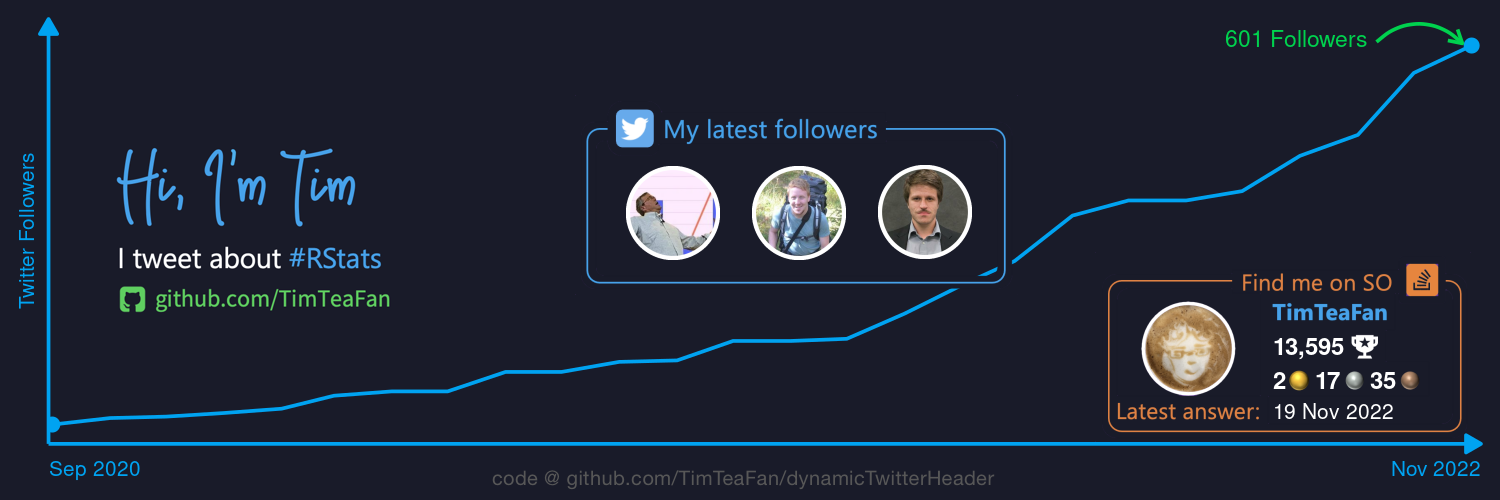 601 Followers
Twitter Followers
My latest followers
Hi, I'm Tim
I tweet about #RStats
github.com/TimTeaFan
Find me on SO
TimTeaFan
13,595
2 17 35
Latest answer: 19 Nov 2022
Sep 2020
Nov 2022
code @ github.com/TimTeaFan/dynamicTwitterHeader